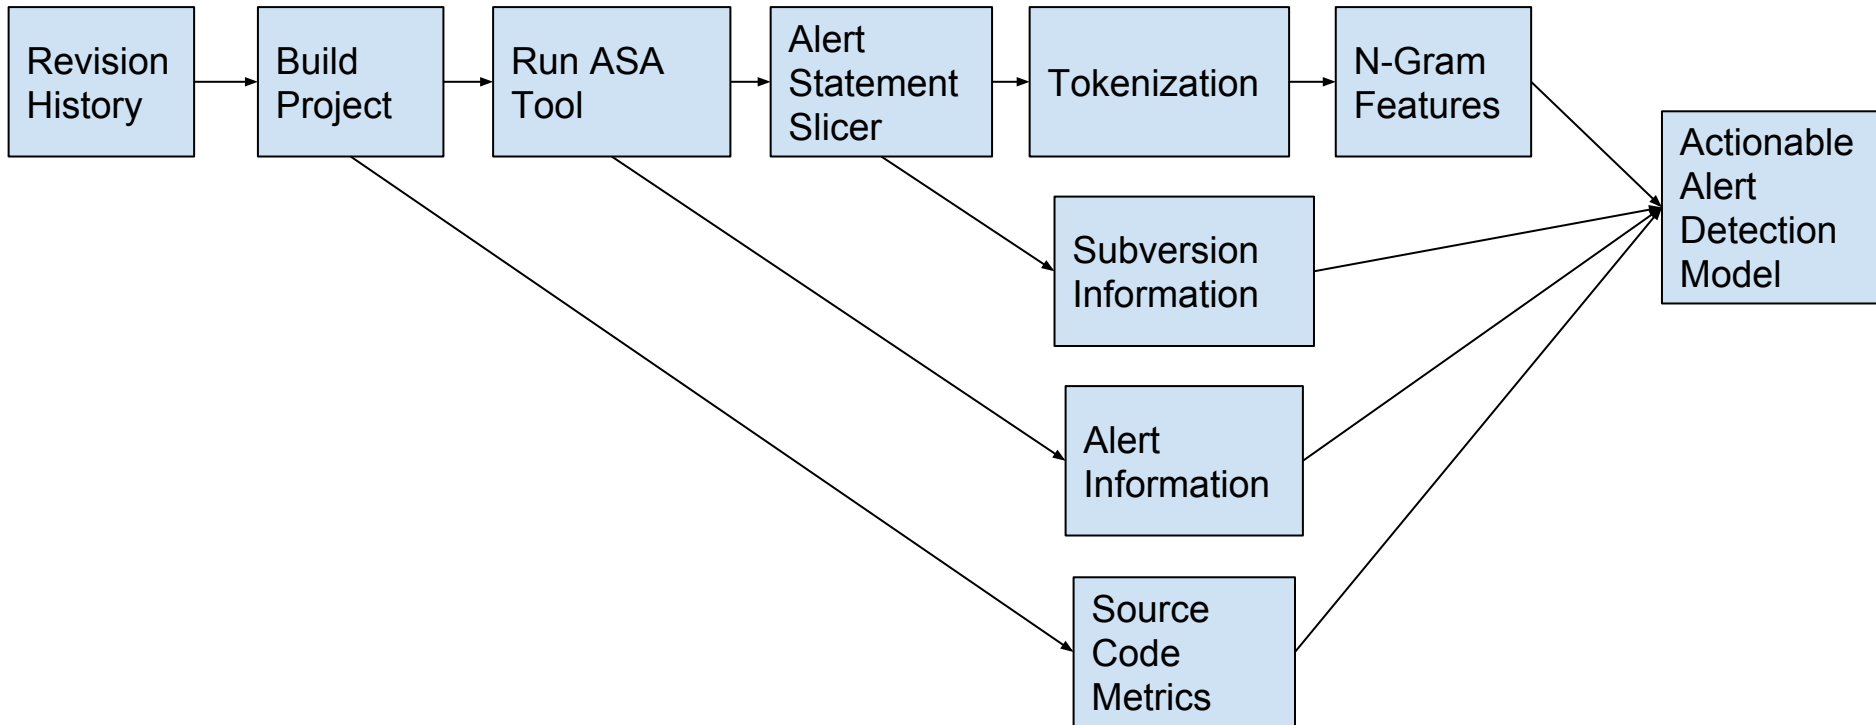 Revision
History
Build
Project
Run ASA
Tool
Alert
Statement
Slicer
Tokenization
N-Gram
Features
Actionable
Alert
Detection
Model
Subversion
Information
Alert
Information
Source
Code
Metrics